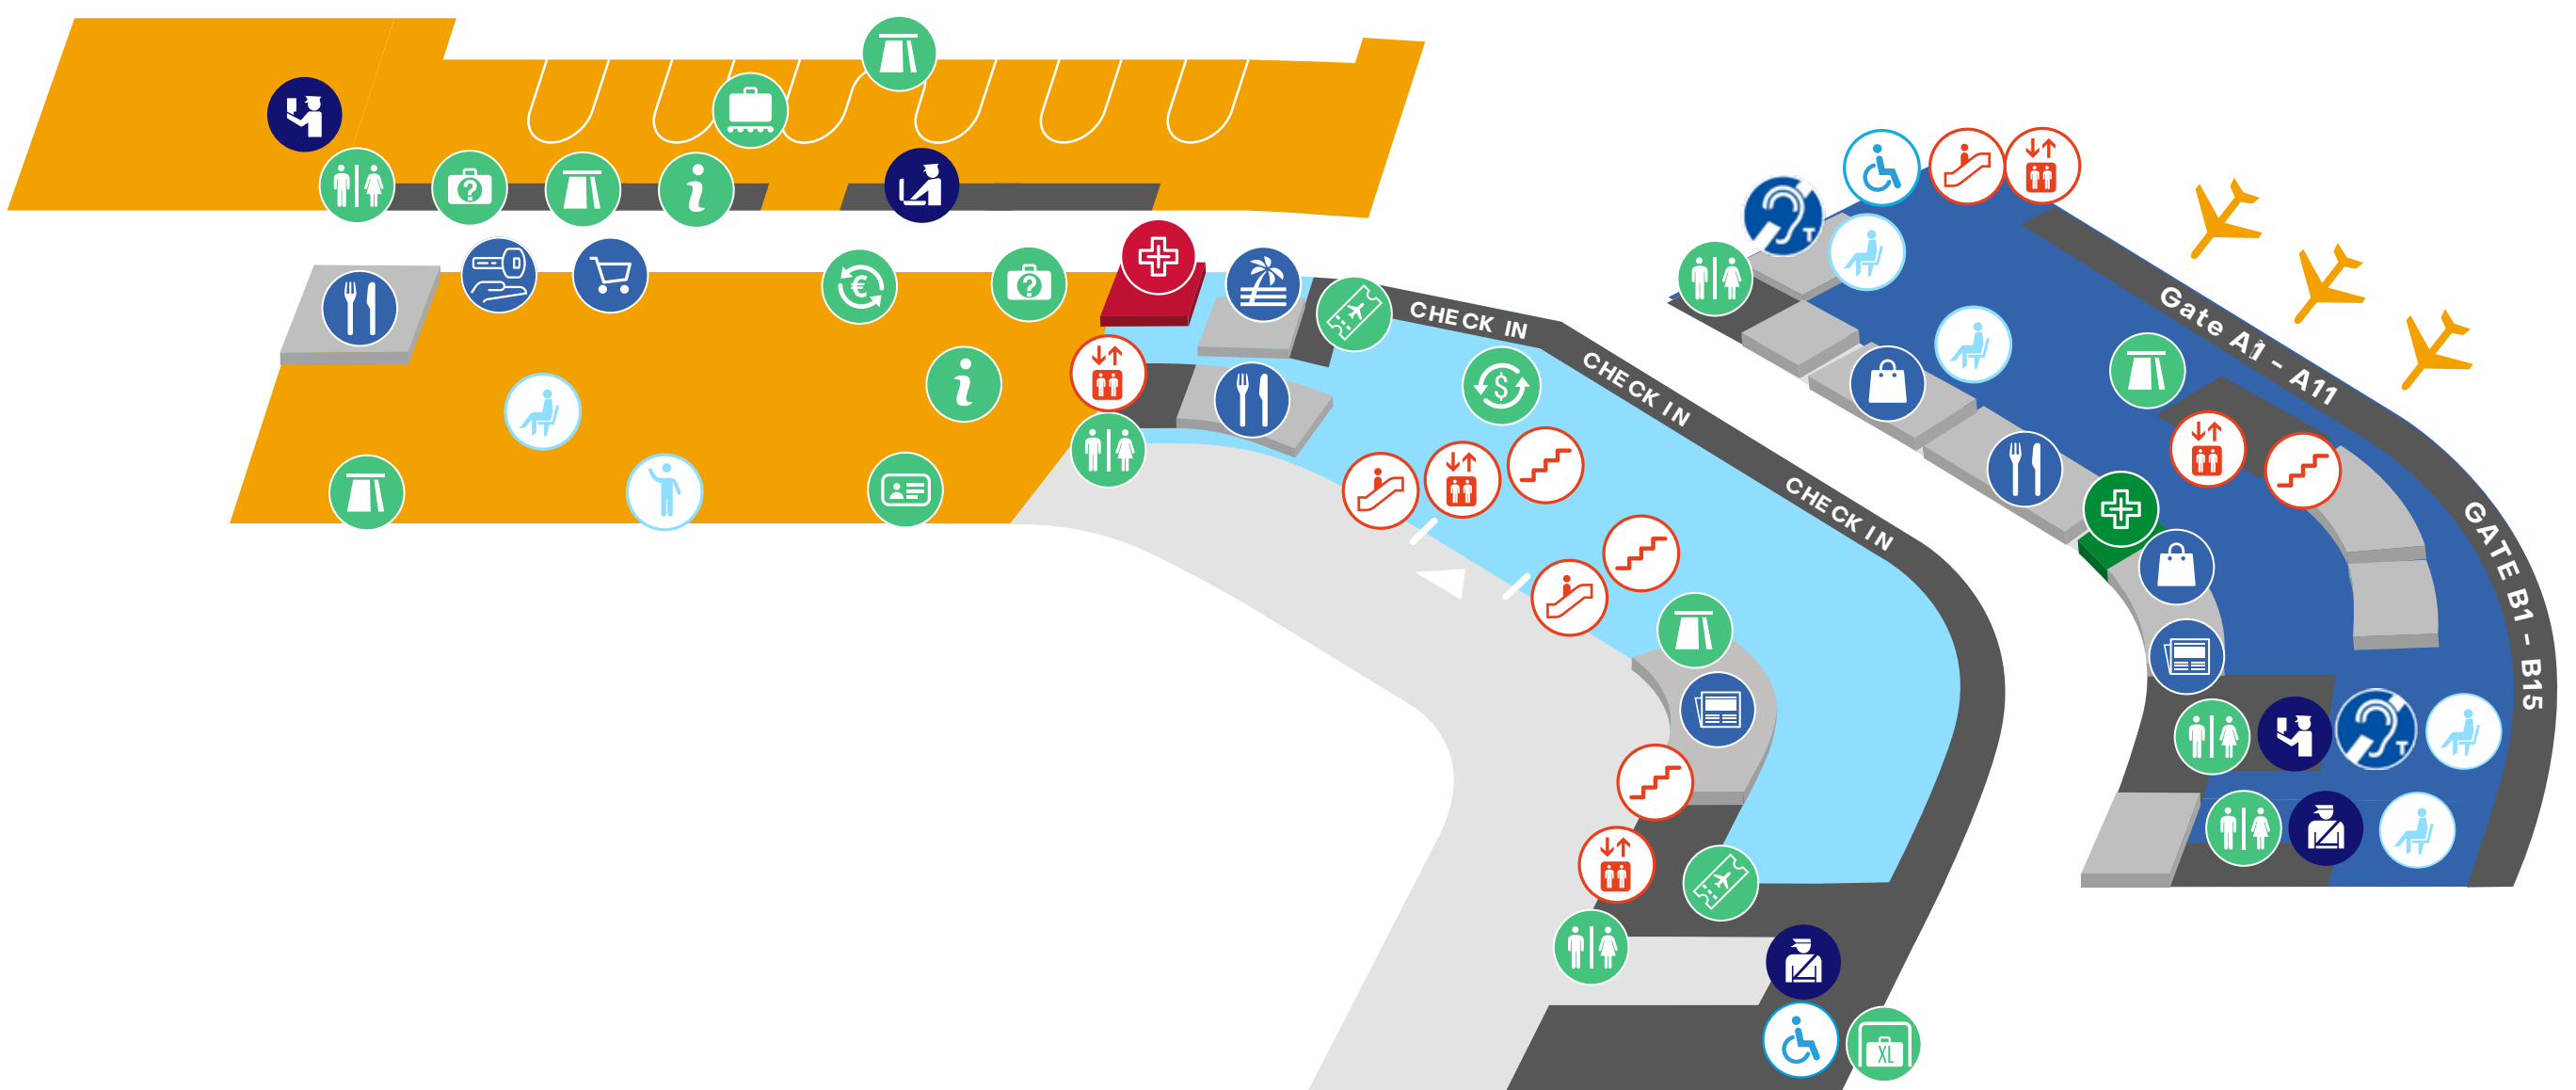 CHECK IN
CHECK IN
CHECK IN
Gate A1 - A11
GATE B1 - B15
?
i
?
€
i
$
T
T
XL